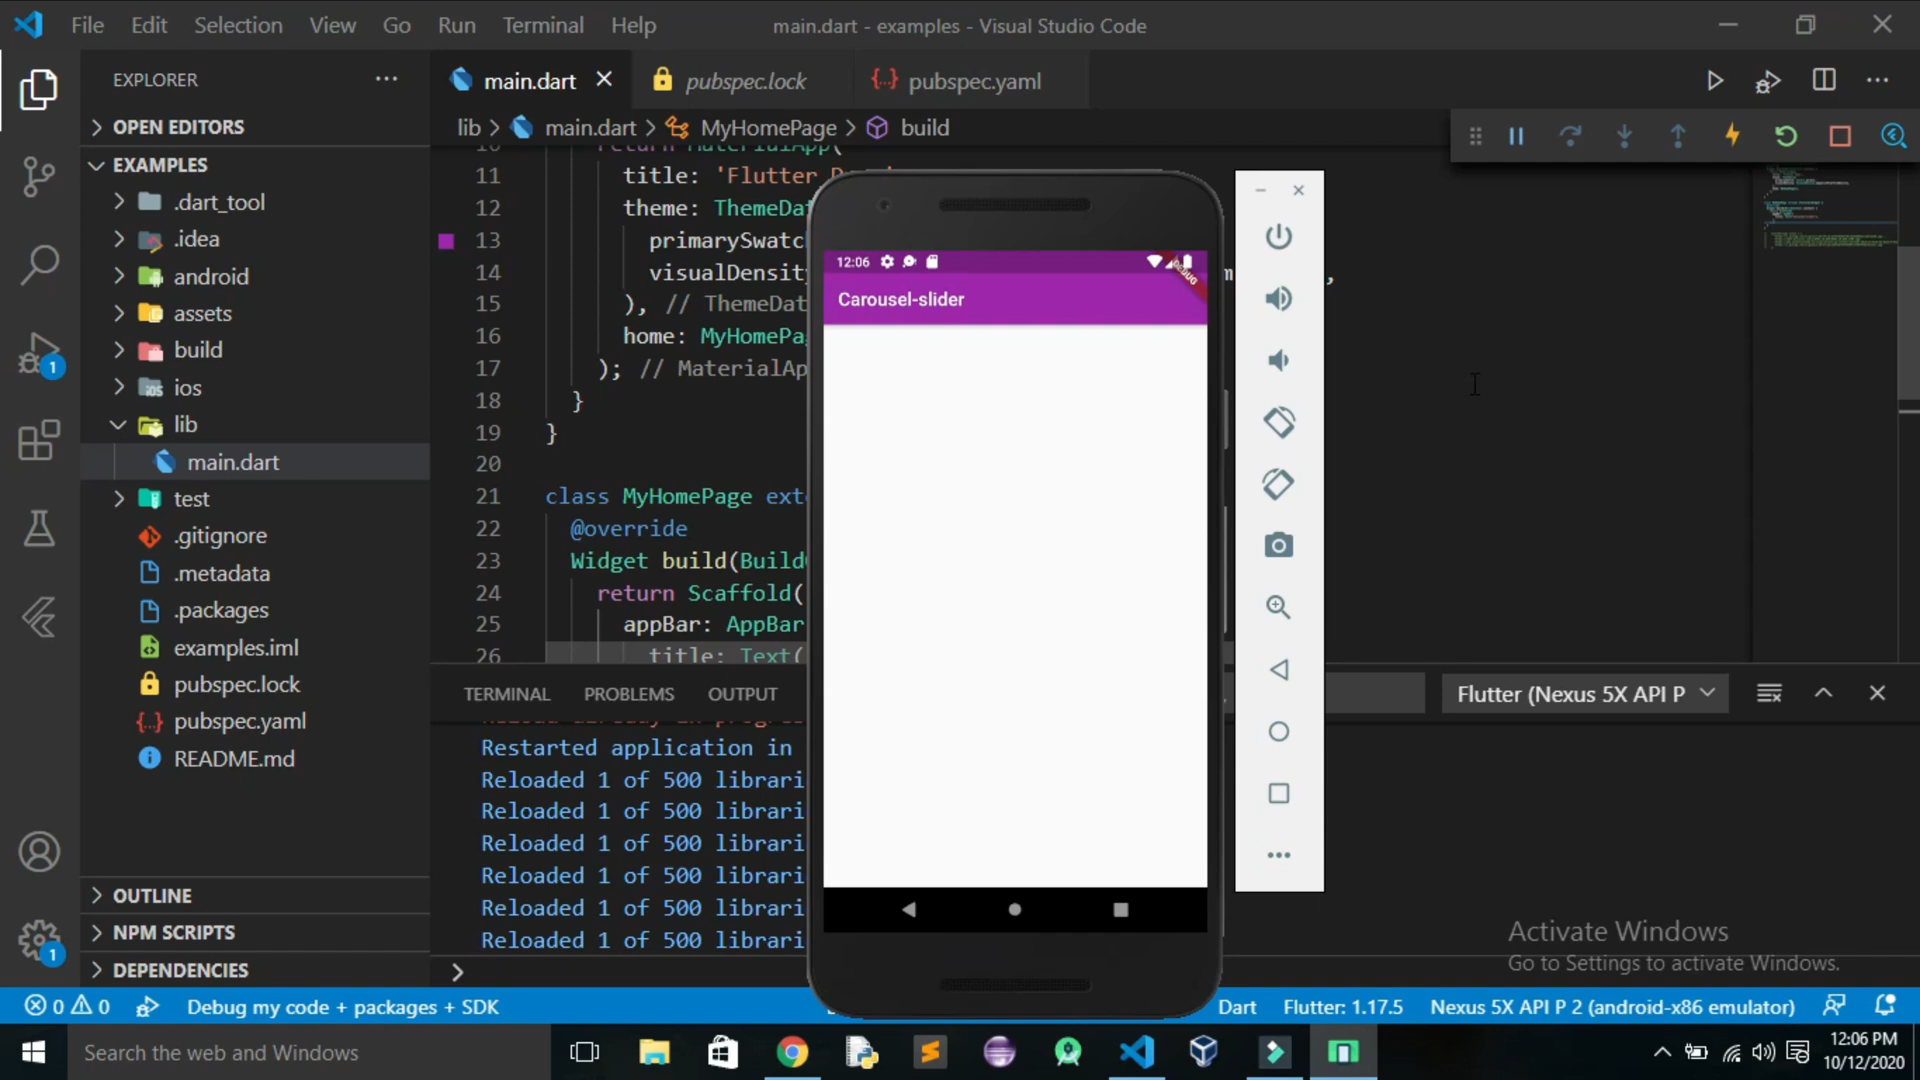 File Edit Selection View Go Run Terminal Help
main.dart - examples - Visual Studio Code
EXPLORER
main.dart
pubspec.lock
pubspec.yaml
lib > main.dart > MyHomePage > build
OPEN EDITORS
EXAMPLES
.dart_tool
.idea
android
assets
build
ios
lib
main.dart
test
.gitignore
.metadata
.packages
examples.iml
pubspec.lock
pubspec.yaml
README.md
OUTLINE
NPM SCRIPTS
DEPENDENCIES
return MaterialApp(
11 title: 'Flutter
12 theme: ThemeDat
13 primarySwatc
14 visualDensity
15 ), // ThemeDat
16 home: MyHomePa
17 ); // MaterialAp
18 }
19 }
20
21 class MyHomePage ext
22 @override
23 Widget build(Build
24 return Scaffold(
25 appBar: AppBar
26 title: Text(
12:06
DEBUG
Carousel-slider
TERMINAL PROBLEMS OUTPUT
Flutter (Nexus 5X API P
Restarted application in
Reloaded 1 of 500 librari
Reloaded 1 of 500 librari
Reloaded 1 of 500 librari
Reloaded 1 of 500 librari
Reloaded 1 of 500 librari
Reloaded 1 of 500 librari
Activate Windows
Go to Settings to activate Windows.
0 0 Debug my code + packages + SDK
Dart Flutter: 1.17.5 Nexus 5X API P 2 (android-x86 emulator)
1
1
Search the web and Windows
12:06 PM
10/12/2020